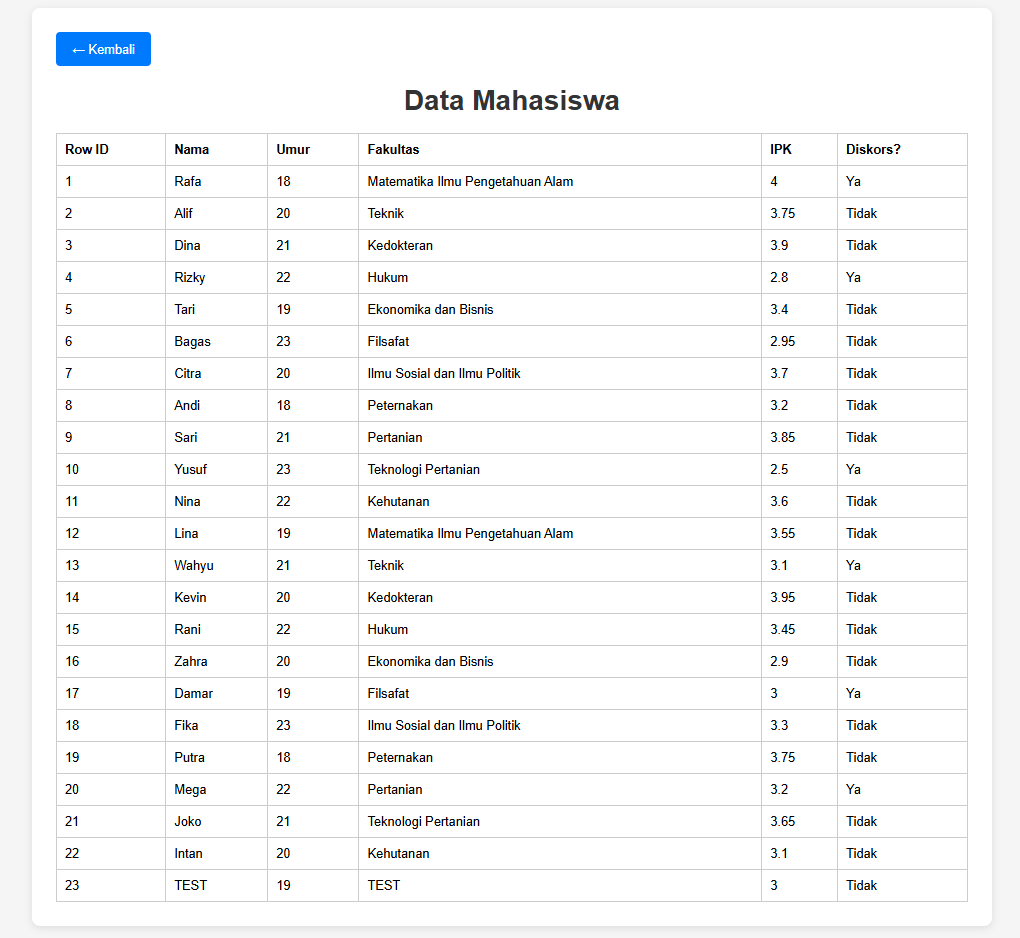 ← Kembali
Data Mahasiswa
Row ID Nama Umur Fakultas IPK Diskors?
1 Rafa 18 Matematika Ilmu Pengetahuan Alam 4 Ya
2 Alif 20 Teknik 3.75 Tidak
3 Dina 21 Kedokteran 3.9 Tidak
4 Rizky 22 Hukum 2.8 Ya
5 Tari 19 Ekonomika dan Bisnis 3.4 Tidak
6 Bagas 23 Filsafat 2.95 Tidak
7 Citra 20 Ilmu Sosial dan Ilmu Politik 3.7 Tidak
8 Andi 18 Peternakan 3.2 Tidak
9 Sari 21 Pertanian 3.85 Tidak
10 Yusuf 23 Teknologi Pertanian 2.5 Ya
11 Nina 22 Kehutanan 3.6 Tidak
12 Lina 19 Matematika Ilmu Pengetahuan Alam 3.55 Tidak
13 Wahyu 21 Teknik 3.1 Ya
14 Kevin 20 Kedokteran 3.95 Tidak
15 Rani 22 Hukum 3.45 Tidak
16 Zahra 20 Ekonomika dan Bisnis 2.9 Tidak
17 Damar 19 Filsafat 3 Ya
18 Fika 23 Ilmu Sosial dan Ilmu Politik 3.3 Tidak
19 Putra 18 Peternakan 3.75 Tidak
20 Mega 22 Pertanian 3.2 Ya
21 Joko 21 Teknologi Pertanian 3.65 Tidak
22 Intan 20 Kehutanan 3.1 Tidak
23 TEST 19 TEST 3 Tidak